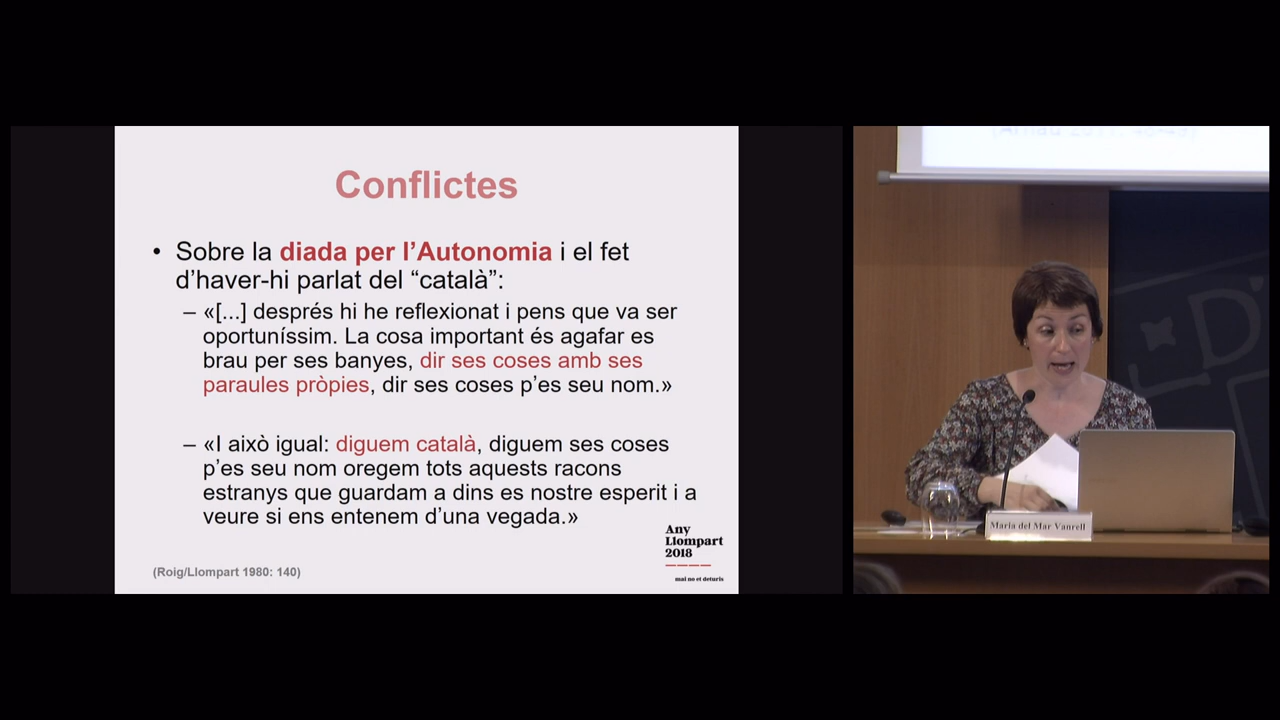 Conflictes
• Sobre la diada per l’Autonomia i el fet
d’haver-hi parlat del “català”:
– «[...] després hi he reflexionat i pens que va ser
oportuníssim. La cosa important és agafar es
brau per ses banyes, dir ses coses amb ses
paraules pròpies, dir ses coses p’es seu nom.»
– «I això igual: diguem català, diguem ses coses
p’es seu nom oregem tots aquests racons
estranys que guardam a dins es nostre esperit i a
veure si ens entenem d’una vegada.»
(Roig/Llompart 1980: 140)
Any
Llompart
2018
mai no et deturis
Maria del Mar Vanrell